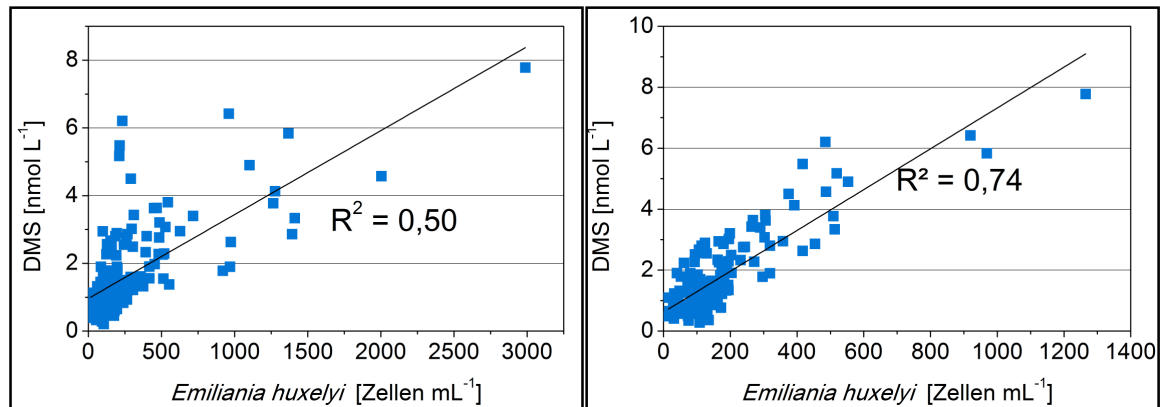 8
6
4
2
0
DMS [nmol L⁻¹]
R² = 0,50
0 500 1000 1500 2000 2500 3000
Emiliania huxelyi [Zellen mL⁻¹]
10
8
6
4
2
0
DMS [nmol L⁻¹]
R² = 0,74
0 200 400 600 800 1000 1200 1400
Emiliania huxelyi [Zellen mL⁻¹]